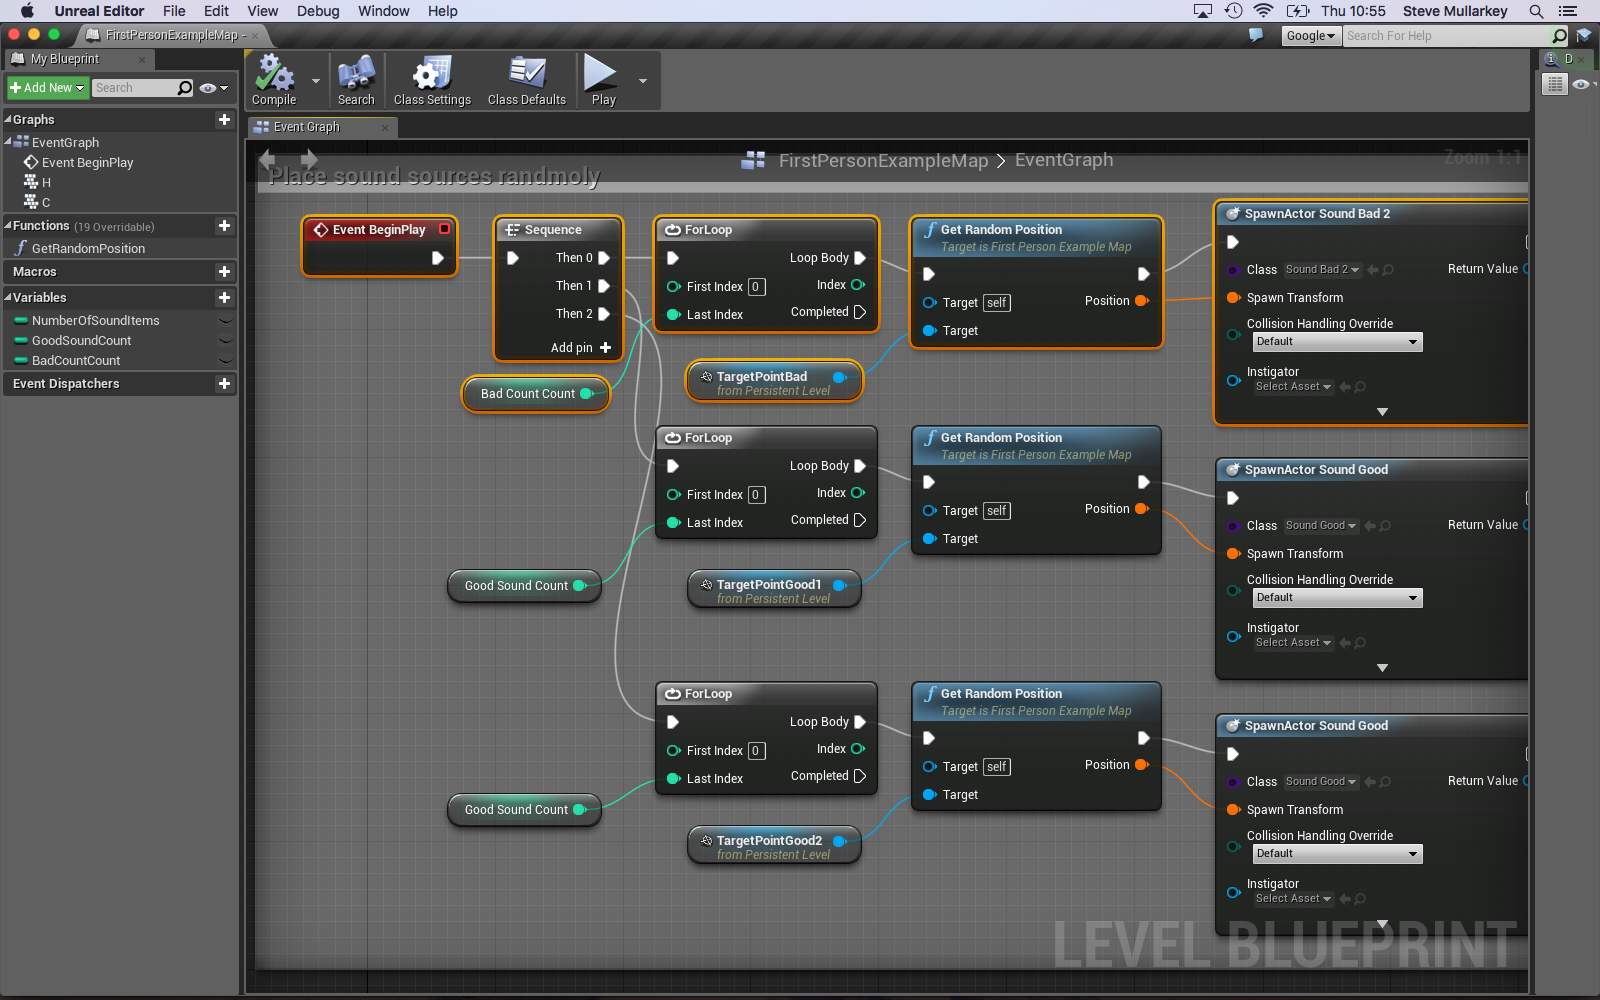 Unreal Editor File Edit View Debug Window Help Thu 10:55 Steve Mullarkey
FirstPersonExampleMap - Google Search For Help
My Blueprint
Add New Search
Compile Search Class Settings Class Defaults Play
Graphs
EventGraph
Event BeginPlay
H
C
Functions (19 Overridable)
GetRandomPosition
Macros
Variables
NumberOfSoundItems
GoodSoundCount
BadCountCount
Event Dispatchers
D
Event Graph
FirstPersonExampleMap > EventGraph
Zoom 1:1
Place sound sources randmoly
Event BeginPlay
Sequence
Then 0
Then 1
Then 2
Add pin
Bad Count Count
ForLoop
Loop Body
First Index 0
Index
Last Index
Completed
TargetPointBad
from Persistent Level
Get Random Position
Target is First Person Example Map
Target self
Position
Target
SpawnActor Sound Bad 2
Class Sound Bad 2
Return Value
Spawn Transform
Collision Handling Override
Default
Instigator
Select Asset
Good Sound Count
ForLoop
Loop Body
First Index 0
Index
Last Index
Completed
TargetPointGood1
from Persistent Level
Get Random Position
Target is First Person Example Map
Target self
Position
Target
SpawnActor Sound Good
Class Sound Good
Return Value
Spawn Transform
Collision Handling Override
Default
Instigator
Select Asset
Good Sound Count
ForLoop
Loop Body
First Index 0
Index
Last Index
Completed
TargetPointGood2
from Persistent Level
Get Random Position
Target is First Person Example Map
Target self
Position
Target
SpawnActor Sound Good
Class Sound Good
Return Value
Spawn Transform
Collision Handling Override
Default
Instigator
Select Asset
LEVEL BLUEPRINT